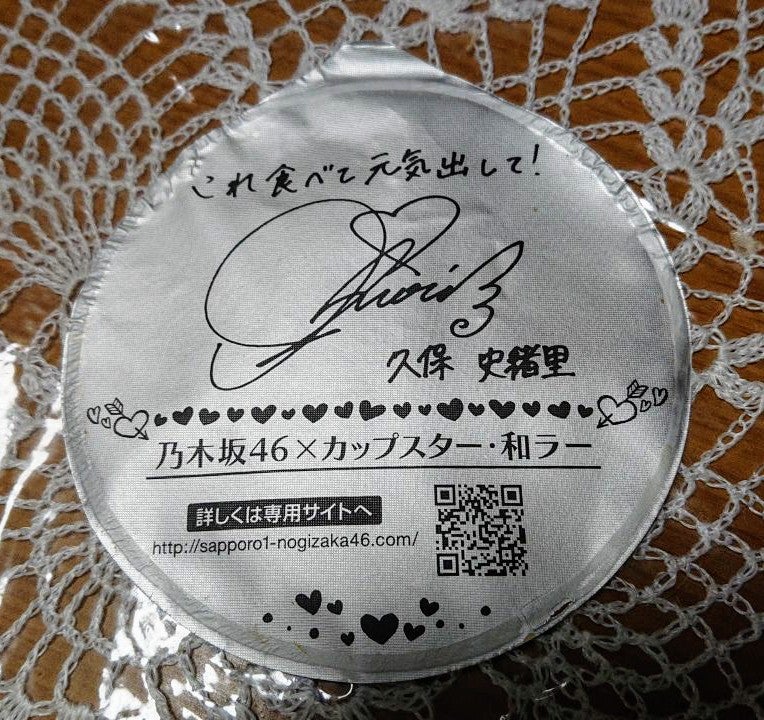 これ食べて元気出して!
久保 史緒里
乃木坂46×カップスター・和ラー
詳しくは専用サイトへ
http://sapporo1-nogizaka46.com/